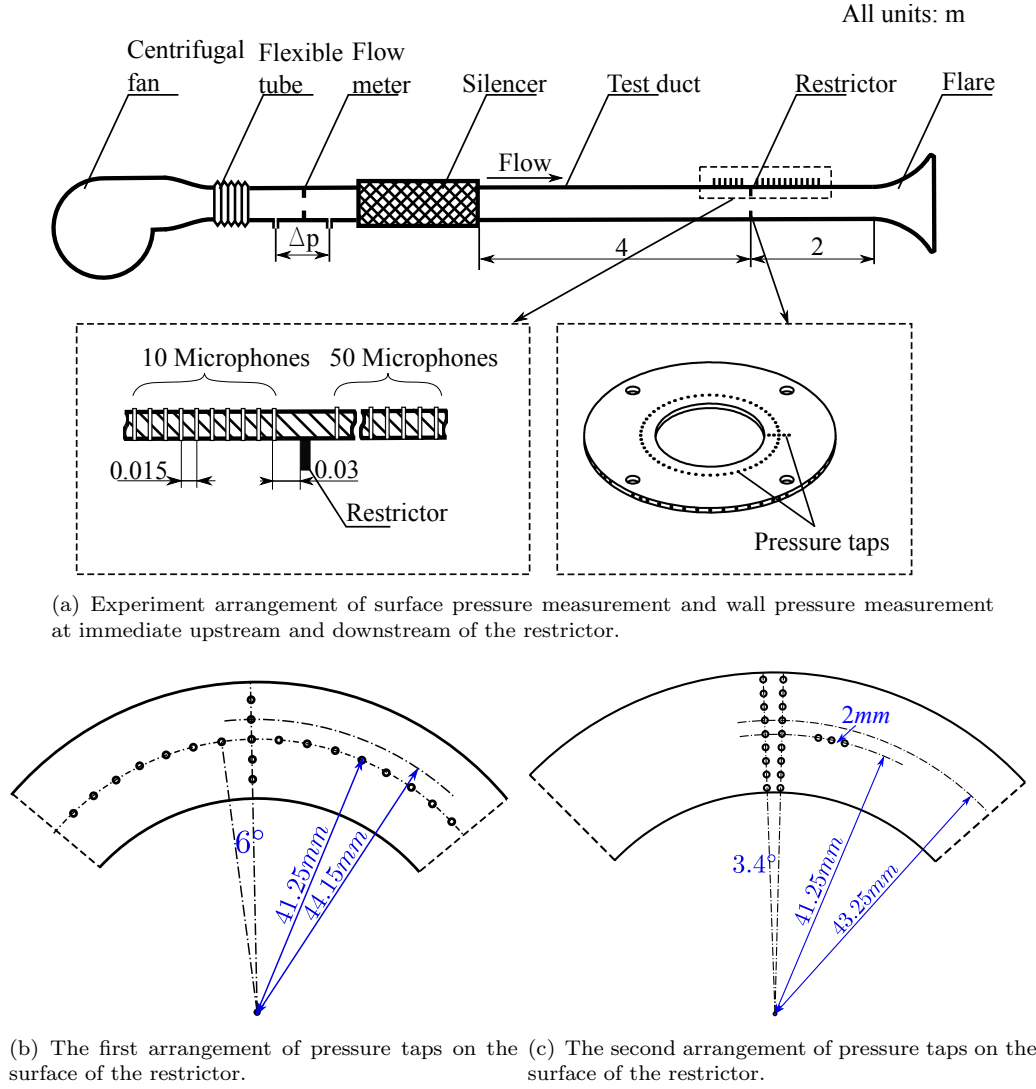 All units: m
Centrifugal fan
Flexible tube
Flow meter
Silencer
Test duct
Restrictor
Flare
Flow
Δp
4
2
10 Microphones
50 Microphones
0.015
0.03
Restrictor
Pressure taps
(a) Experiment arrangement of surface pressure measurement and wall pressure measurement
at immediate upstream and downstream of the restrictor.
6°
41.25mm
44.15mm
2mm
3.4°
41.25mm
43.25mm
(b) The first arrangement of pressure taps on the
surface of the restrictor.
(c) The second arrangement of pressure taps on the
surface of the restrictor.